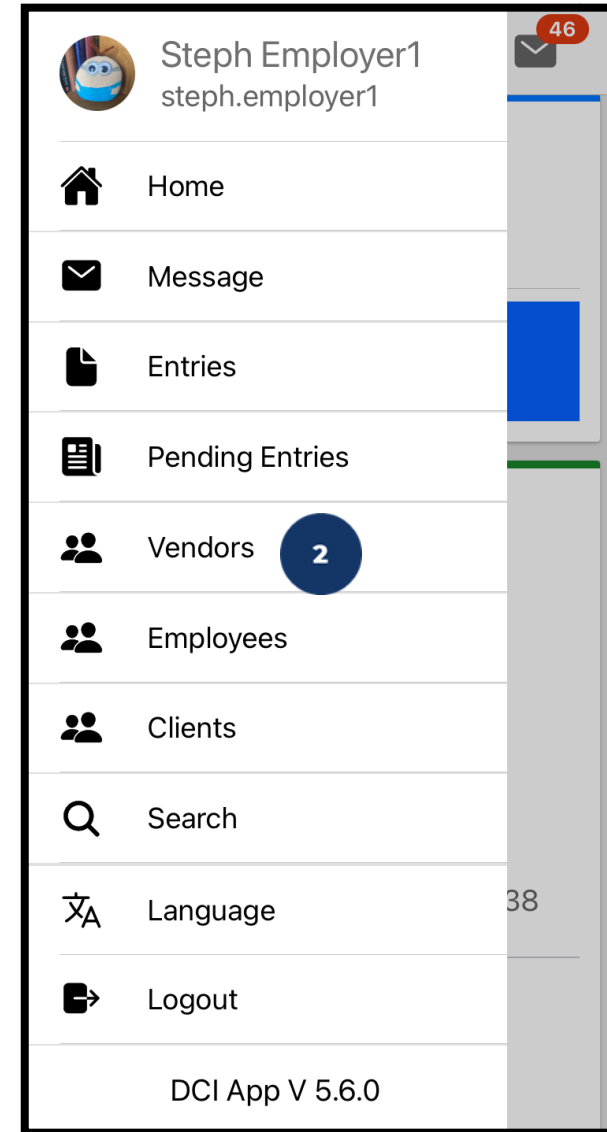 Steph Employer1
46
steph.employer1
Home
Message
Entries
Pending Entries
Vendors
2
Employees
Clients
Search
38
Language
Logout
DCI App V 5.6.0